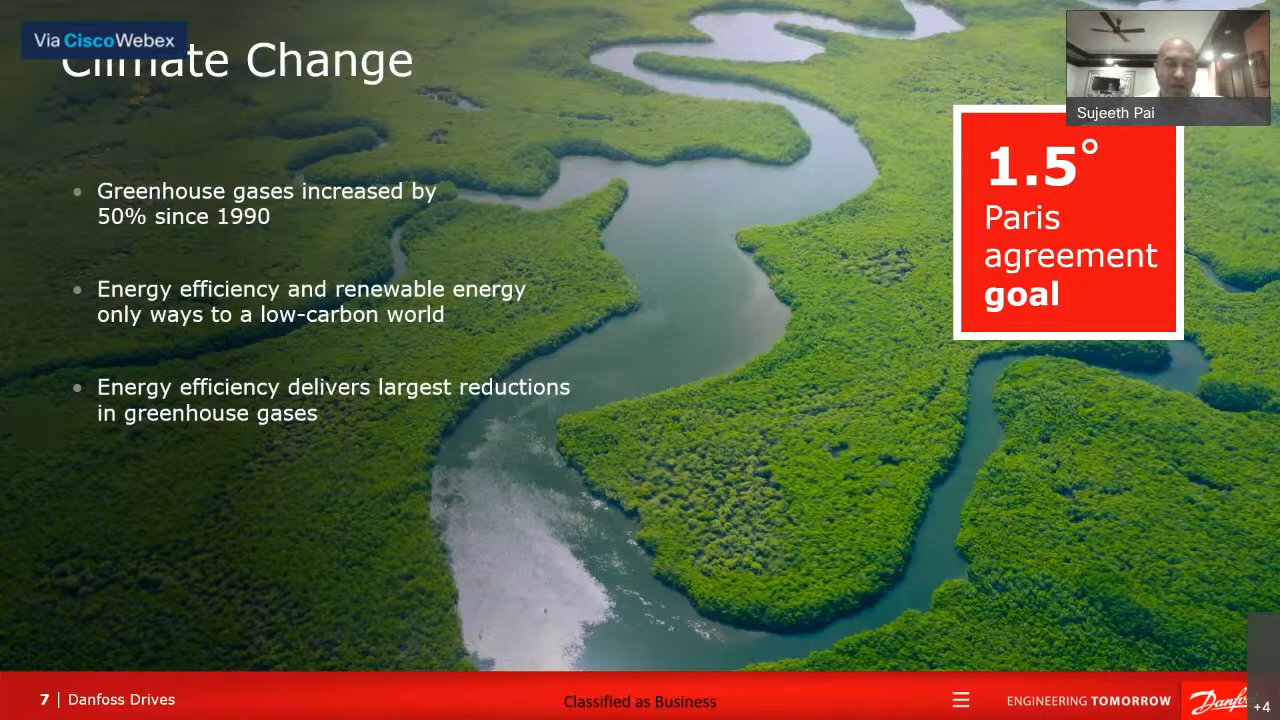 Via CiscoWebex
Climate Change
Sujeeth Pai
1.5°
Paris
agreement
goal
• Greenhouse gases increased by
50% since 1990
• Energy efficiency and renewable energy
only ways to a low-carbon world
• Energy efficiency delivers largest reductions
in greenhouse gases
7 | Danfoss Drives
Classified as Business
ENGINEERING TOMORROW
+4